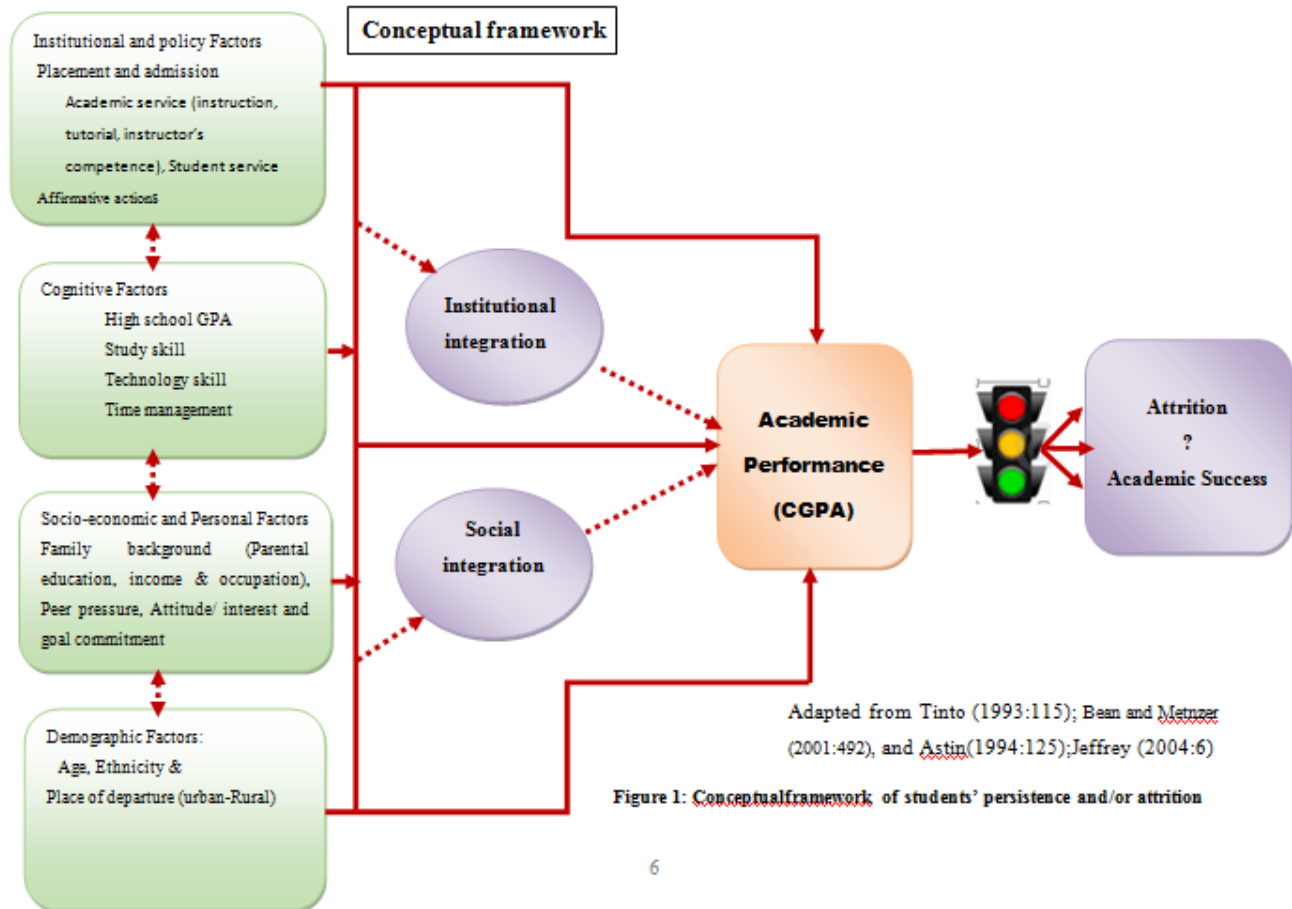 Conceptual framework
Institutional and policy Factors
Placement and admission
Academic service (instruction,
tutorial, instructor's
competence), Student service
Affirmative actions
Cognitive Factors
High school GPA
Study skill
Technology skill
Time management
Socio-economic and Personal Factors
Family background (Parental
education, income & occupation),
Peer pressure, Attitude/ interest and
goal commitment
Demographic Factors:
Age, Ethnicity &
Place of departure (urban-Rural)
Institutional
integration
Social
integration
Academic
Performance
(CGPA)
Attrition
?
Academic Success
Adapted from Tinto (1993:115); Bean and Metnzer
(2001:492), and Astin(1994:125);Jeffrey (2004:6)
Figure 1: Conceptualframework of students' persistence and/or attrition
6